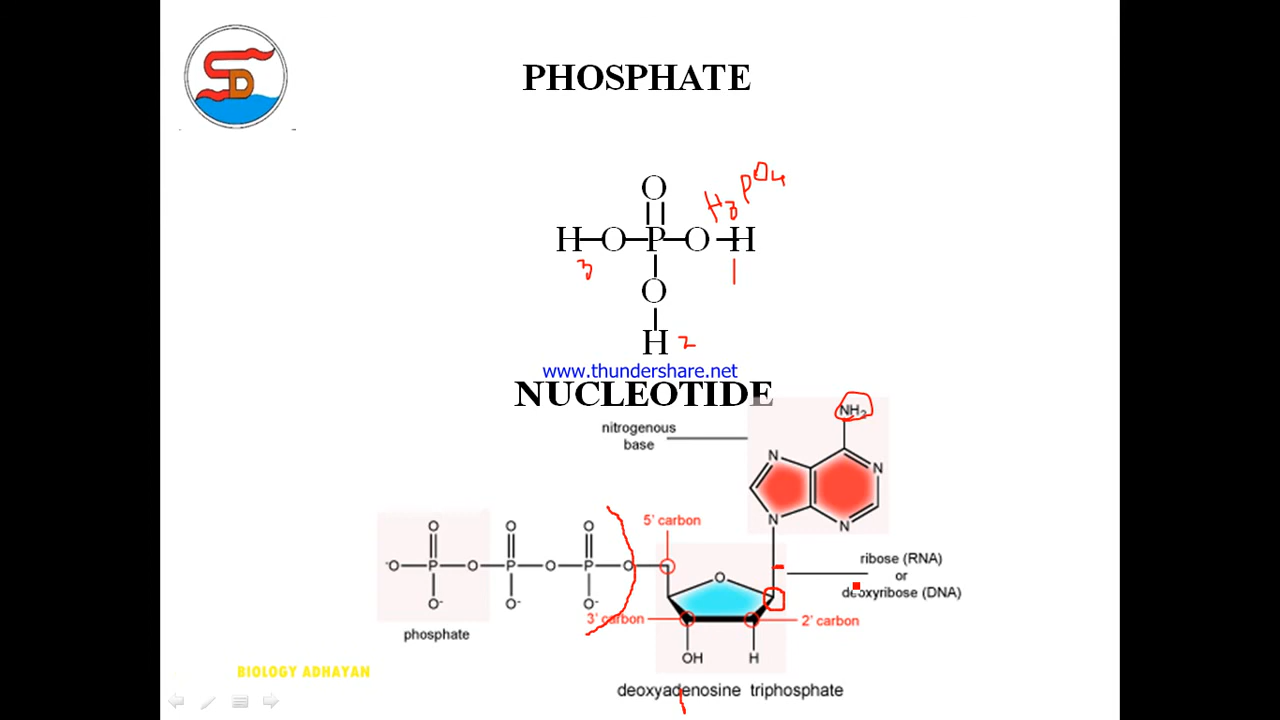 SD
PHOSPHATE
H3PO4
O
H O P O H
3 1
O
H 2
www.thundershare.net
NUCLEOTIDE
NH2
nitrogenous
base
N N
N N
O O O 5' carbon
-O P O P O P O
O- O- O-
ribose (RNA)
or
deoxyribose (DNA)
O
3' carbon 2' carbon
phosphate
OH H
BIOLOGY ADHAYAN
deoxyadenosine triphosphate